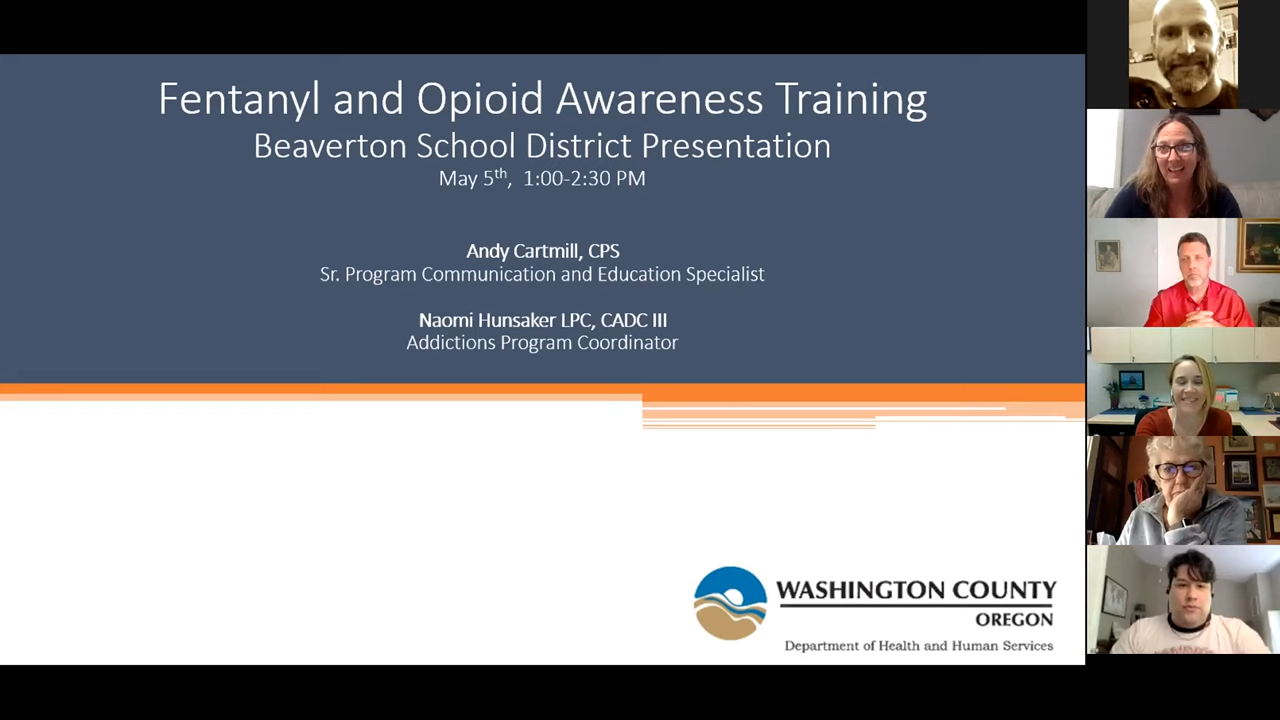 Fentanyl and Opioid Awareness Training
Beaverton School District Presentation
May 5th, 1:00-2:30 PM
Andy Cartmill, CPS
Sr. Program Communication and Education Specialist
Naomi Hunsaker LPC, CADC III
Addictions Program Coordinator
WASHINGTON COUNTY
OREGON
Department of Health and Human Services